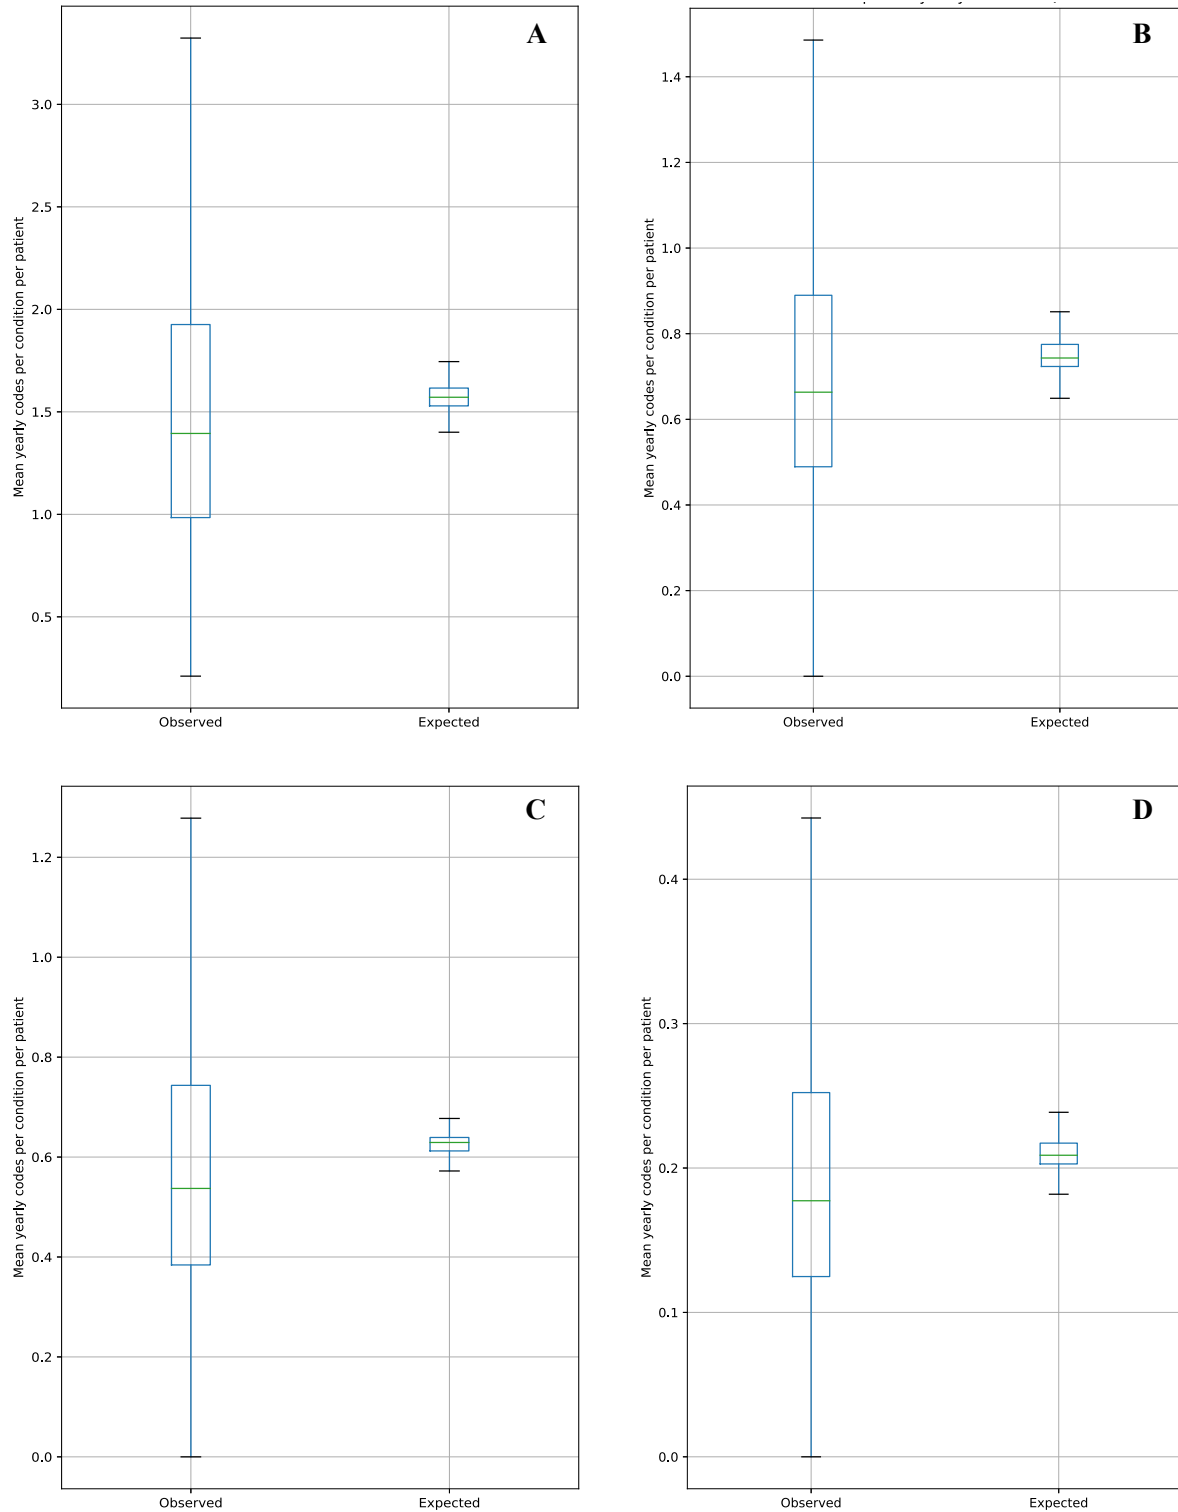 A
3.0
2.5
2.0
1.5
1.0
0.5
Mean yearly codes per condition per patient
Observed
Expected
B
1.4
1.2
1.0
0.8
0.6
0.4
0.2
0.0
Mean yearly codes per condition per patient
Observed
Expected
C
1.2
1.0
0.8
0.6
0.4
0.2
0.0
Mean yearly codes per condition per patient
Observed
Expected
D
0.4
0.3
0.2
0.1
0.0
Mean yearly codes per condition per patient
Observed
Expected